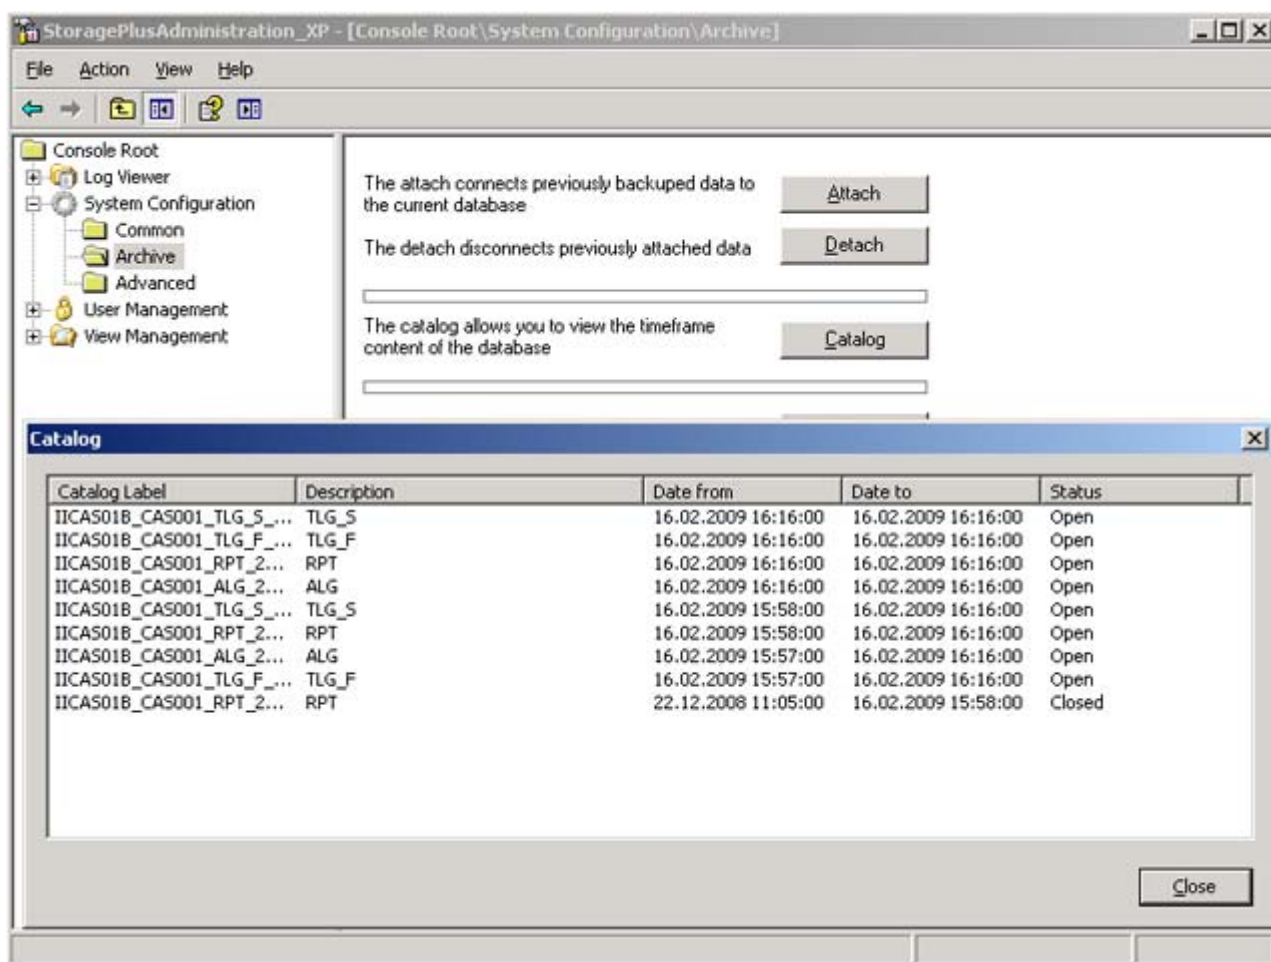 StoragePlusAdministration_XP - [Console Root\System Configuration\Archive]
File Action View Help
Console Root
Log Viewer
System Configuration
Common
Archive
Advanced
User Management
View Management
The attach connects previously backuped data to
the current database
Attach
The detach disconnects previously attached data
Detach
The catalog allows you to view the timeframe
content of the database
Catalog
Catalog
Catalog Label Description Date from Date to Status
IICAS01B_CAS001_TLG_S_... TLG_S 16.02.2009 16:16:00 16.02.2009 16:16:00 Open
IICAS01B_CAS001_TLG_F_... TLG_F 16.02.2009 16:16:00 16.02.2009 16:16:00 Open
IICAS01B_CAS001_RPT_2... RPT 16.02.2009 16:16:00 16.02.2009 16:16:00 Open
IICAS01B_CAS001_ALG_2... ALG 16.02.2009 16:16:00 16.02.2009 16:16:00 Open
IICAS01B_CAS001_TLG_S_... TLG_S 16.02.2009 15:58:00 16.02.2009 16:16:00 Open
IICAS01B_CAS001_RPT_2... RPT 16.02.2009 15:58:00 16.02.2009 16:16:00 Open
IICAS01B_CAS001_ALG_2... ALG 16.02.2009 15:57:00 16.02.2009 16:16:00 Open
IICAS01B_CAS001_TLG_F_... TLG_F 16.02.2009 15:57:00 16.02.2009 16:16:00 Open
IICAS01B_CAS001_RPT_2... RPT 22.12.2008 11:05:00 16.02.2009 15:58:00 Closed
Close